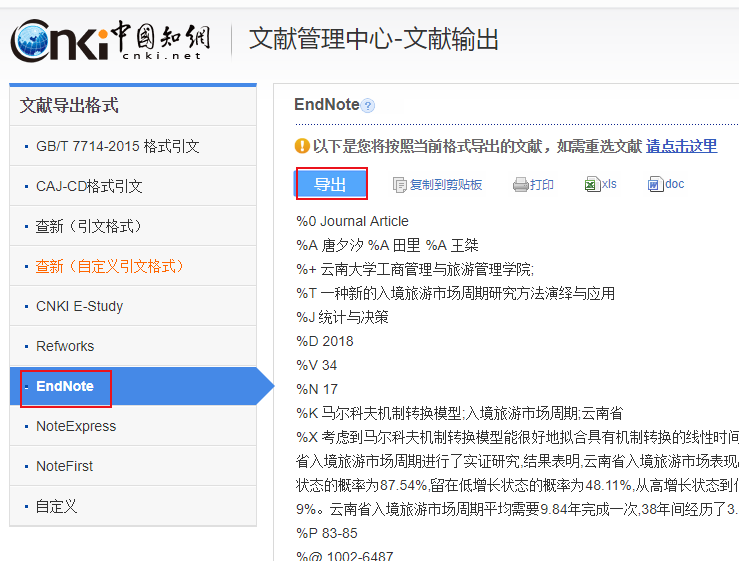 Cnki中国知网
cnki.net
文献管理中心-文献输出
文献导出格式
GB/T 7714-2015 格式引文
CAJ-CD格式引文
查新（引文格式）
查新（自定义引文格式）
CNKI E-Study
Refworks
EndNote
NoteExpress
NoteFirst
自定义
EndNote ?
以下是您将按照当前格式导出的文献，如需重选文献 请点击这里
导出 复制到剪贴板 打印 xls doc
%0 Journal Article
%A 唐夕汐 %A 田里 %A 王桀
%+ 云南大学工商管理与旅游管理学院;
%T 一种新的入境旅游市场周期研究方法演绎与应用
%J 统计与决策
%D 2018
%V 34
%N 17
%K 马尔科夫机制转换模型;入境旅游市场周期;云南省
%X 考虑到马尔科夫机制转换模型能很好地拟合具有机制转换的线性时间
省入境旅游市场周期进行了实证研究,结果表明,云南省入境旅游市场表现
状态的概率为87.54%,留在低增长状态的概率为48.11%,从高增长状态到
9%。云南省入境旅游市场周期平均需要9.84年完成一次,38年间经历了3.
%P 83-85
%@ 1002-6487